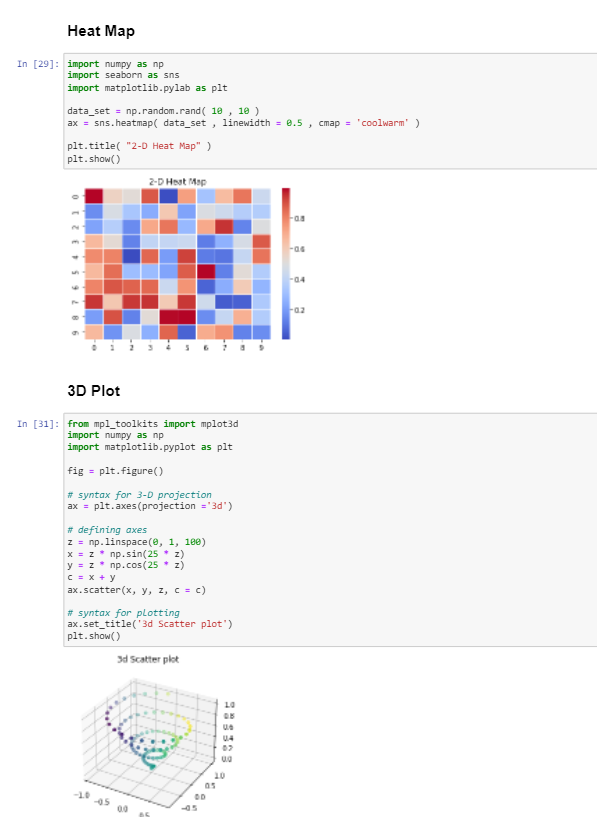 Heat Map
In [29]: import numpy as np
import seaborn as sns
import matplotlib.pylab as plt
data_set = np.random.rand( 10 , 10 )
ax = sns.heatmap( data_set , linewidth = 0.5 , cmap = 'coolwarm' )
plt.title( "2-D Heat Map" )
plt.show()
2-D Heat Map
0
1
2
3
4
5
6
7
8
9
0.8
0.6
0.4
0.2
0 1 2 3 4 5 6 7 8 9
3D Plot
In [31]: from mpl_toolkits import mplot3d
import numpy as np
import matplotlib.pyplot as plt
fig = plt.figure()
# syntax for 3-D projection
ax = plt.axes(projection ='3d')
# defining axes
z = np.linspace(0, 1, 100)
x = z * np.sin(25 * z)
y = z * np.cos(25 * z)
c = x + y
ax.scatter(x, y, z, c = c)
# syntax for plotting
ax.set_title('3d Scatter plot')
plt.show()
3d Scatter plot
1.0
0.8
0.6
0.4
0.2
0.0
1.0
0.5
0.0
-0.5
-1.0
-0.5
0.0
0.5